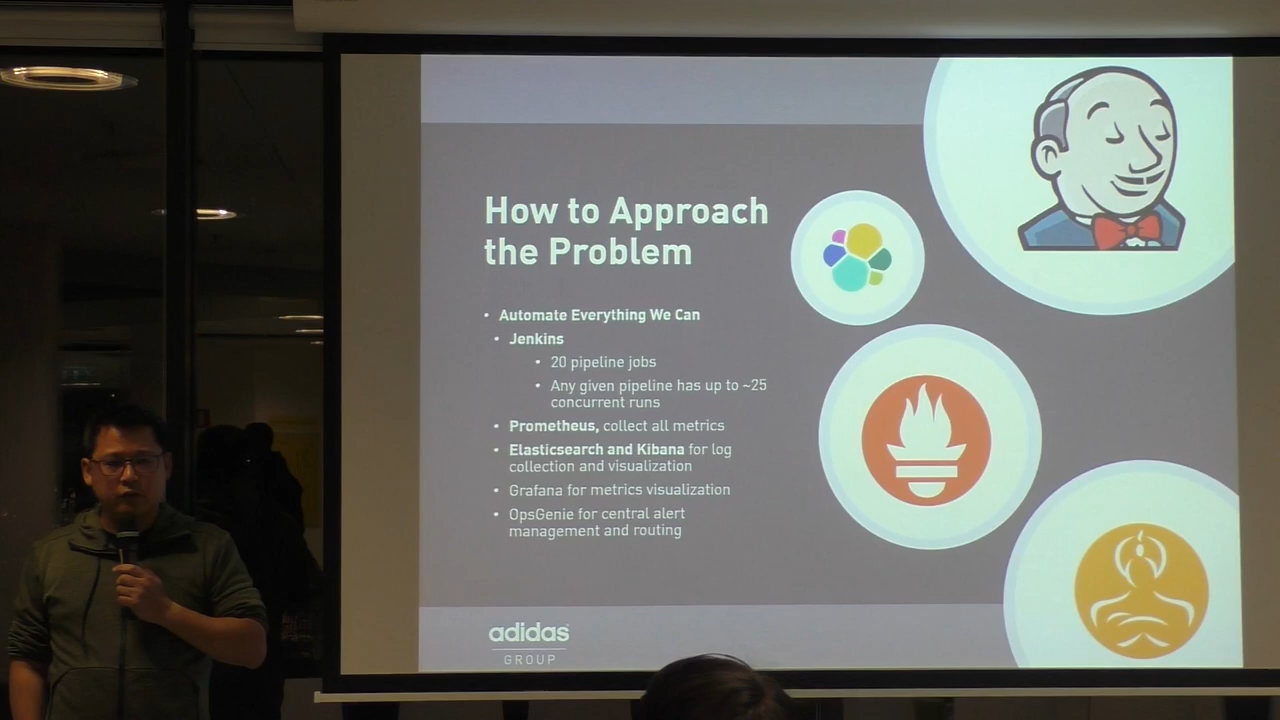 How to Approach
the Problem
• Automate Everything We Can
• Jenkins
• 20 pipeline jobs
• Any given pipeline has up to ~25
concurrent runs
• Prometheus, collect all metrics
• Elasticsearch and Kibana for log
collection and visualization
• Grafana for metrics visualization
• OpsGenie for central alert
management and routing
adidas
GROUP